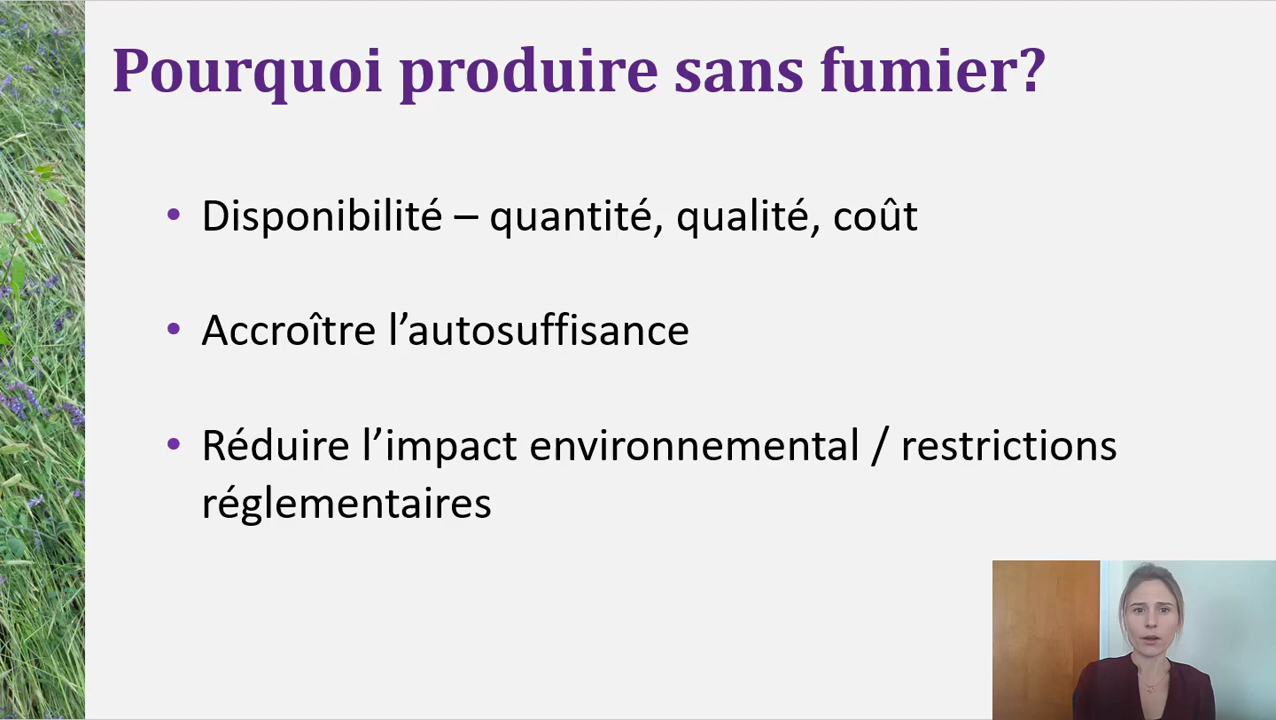 Pourquoi produire sans fumier?
• Disponibilité – quantité, qualité, coût
• Accroître l’autosuffisance
• Réduire l’impact environnemental / restrictions
réglementaires